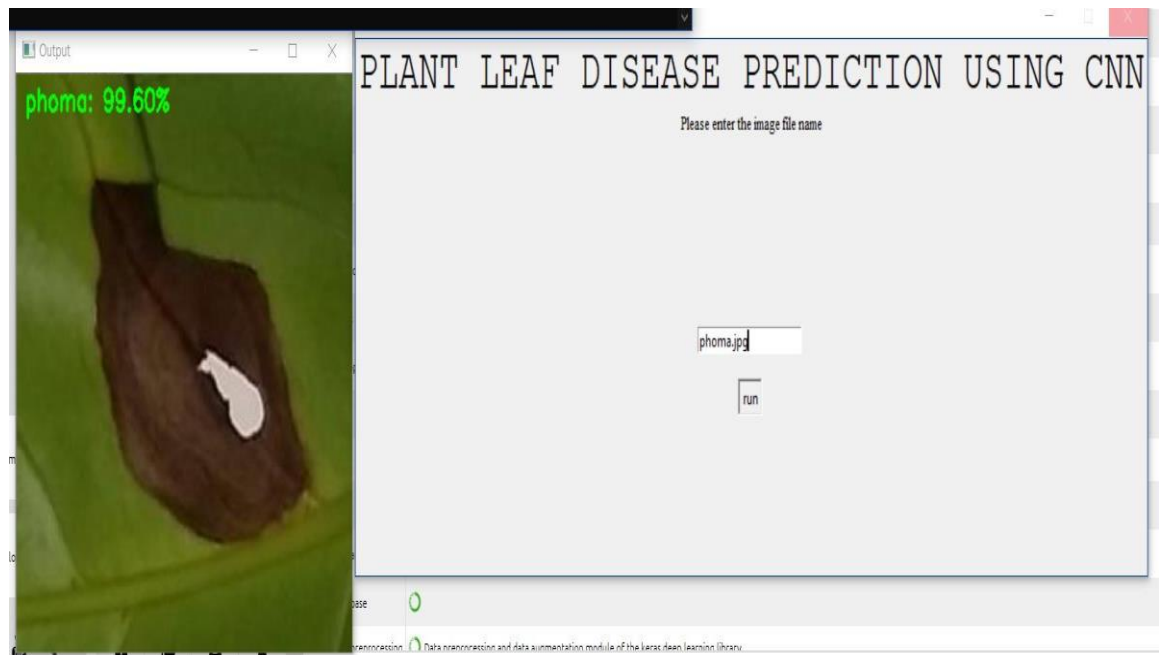 Output
phoma: 99.60%
PLANT LEAF DISEASE PREDICTION USING CNN
Please enter the image file name
phoma.jpg
run
Data preprocessing and data augmentation module of the keras deep learning library